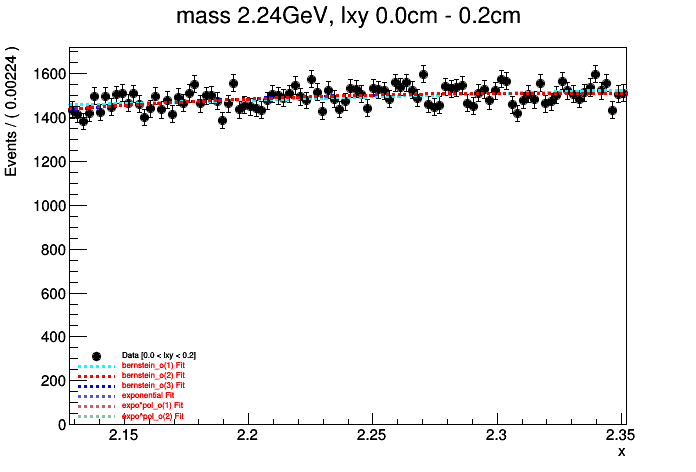 mass 2.24GeV, lxy 0.0cm - 0.2cm
Events / ( 0.00224 )
1600
1400
1200
1000
800
600
400
200
0
Data [0.0 < lxy < 0.2]
bernstein_o(1) Fit
bernstein_o(2) Fit
bernstein_o(3) Fit
exponential Fit
expo*pol_o(1) Fit
expo*pol_o(2) Fit
2.15 2.2 2.25 2.3 2.35
x